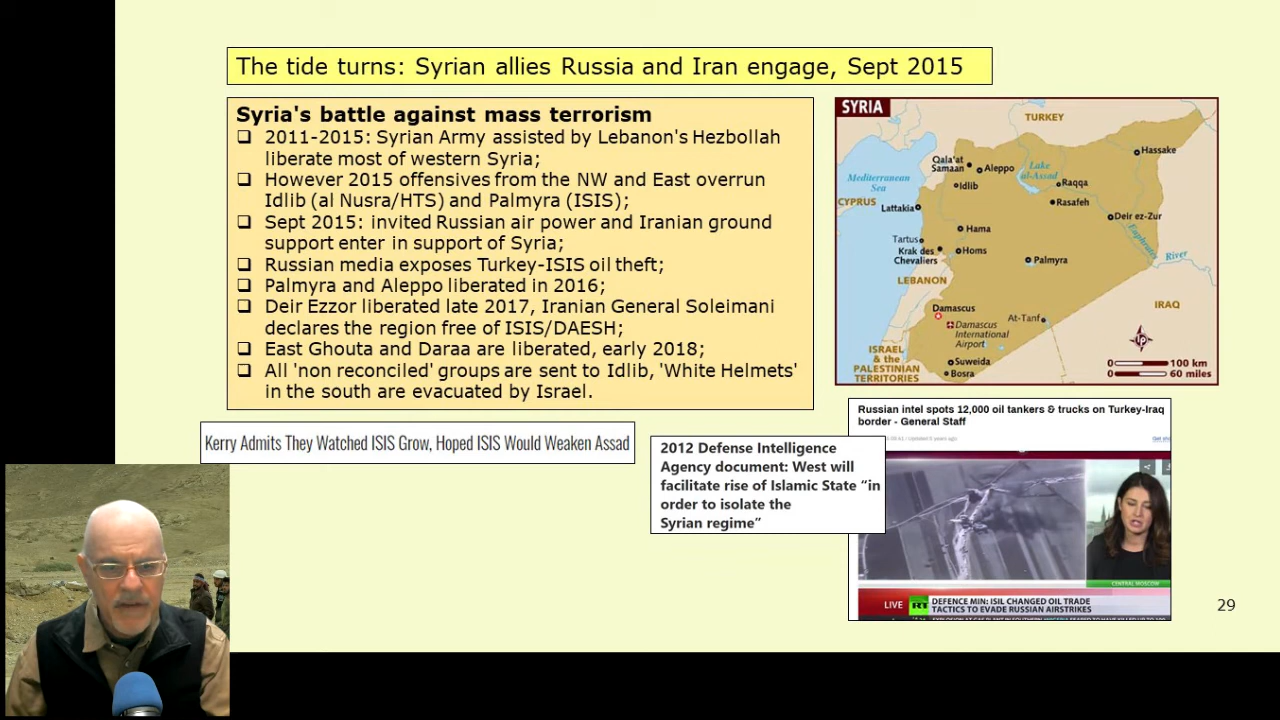 The tide turns: Syrian allies Russia and Iran engage, Sept 2015
Syria's battle against mass terrorism
❑ 2011-2015: Syrian Army assisted by Lebanon's Hezbollah
liberate most of western Syria;
❑ However 2015 offensives from the NW and East overrun
Idlib (al Nusra/HTS) and Palmyra (ISIS);
❑ Sept 2015: invited Russian air power and Iranian ground
support enter in support of Syria;
❑ Russian media exposes Turkey-ISIS oil theft;
❑ Palmyra and Aleppo liberated in 2016;
❑ Deir Ezzor liberated late 2017, Iranian General Soleimani
declares the region free of ISIS/DAESH;
❑ East Ghouta and Daraa are liberated, early 2018;
❑ All 'non reconciled' groups are sent to Idlib, 'White Helmets'
in the south are evacuated by Israel.
SYRIA
TURKEY
Hassake
Qala'at
Samaan
Aleppo
Lake
al-Assad
Mediterranean
Sea
Idlib
Raqqa
CYPRUS
Lattakia
Rasafeh
Deir ez-Zur
Hama
Euphrates
River
Tartus
Krak des
Chevaliers
Homs
Palmyra
LEBANON
IRAQ
Damascus
At-Tanf
Damascus
International
Airport
ISRAEL
& the
PALESTINIAN
TERRITORIES
Suweida
Bosra
0 100 km
0 60 miles
Kerry Admits They Watched ISIS Grow, Hoped ISIS Would Weaken Assad
2012 Defense Intelligence
Agency document: West will
facilitate rise of Islamic State “in
order to isolate the
Syrian regime”
Russian intel spots 12,000 oil tankers & trucks on Turkey-Iraq
border - General Staff
CENTRAL MOSCOW
LIVE RT DEFENCE MIN: ISIL CHANGED OIL TRADE
TACTICS TO EVADE RUSSIAN AIRSTRIKES
29